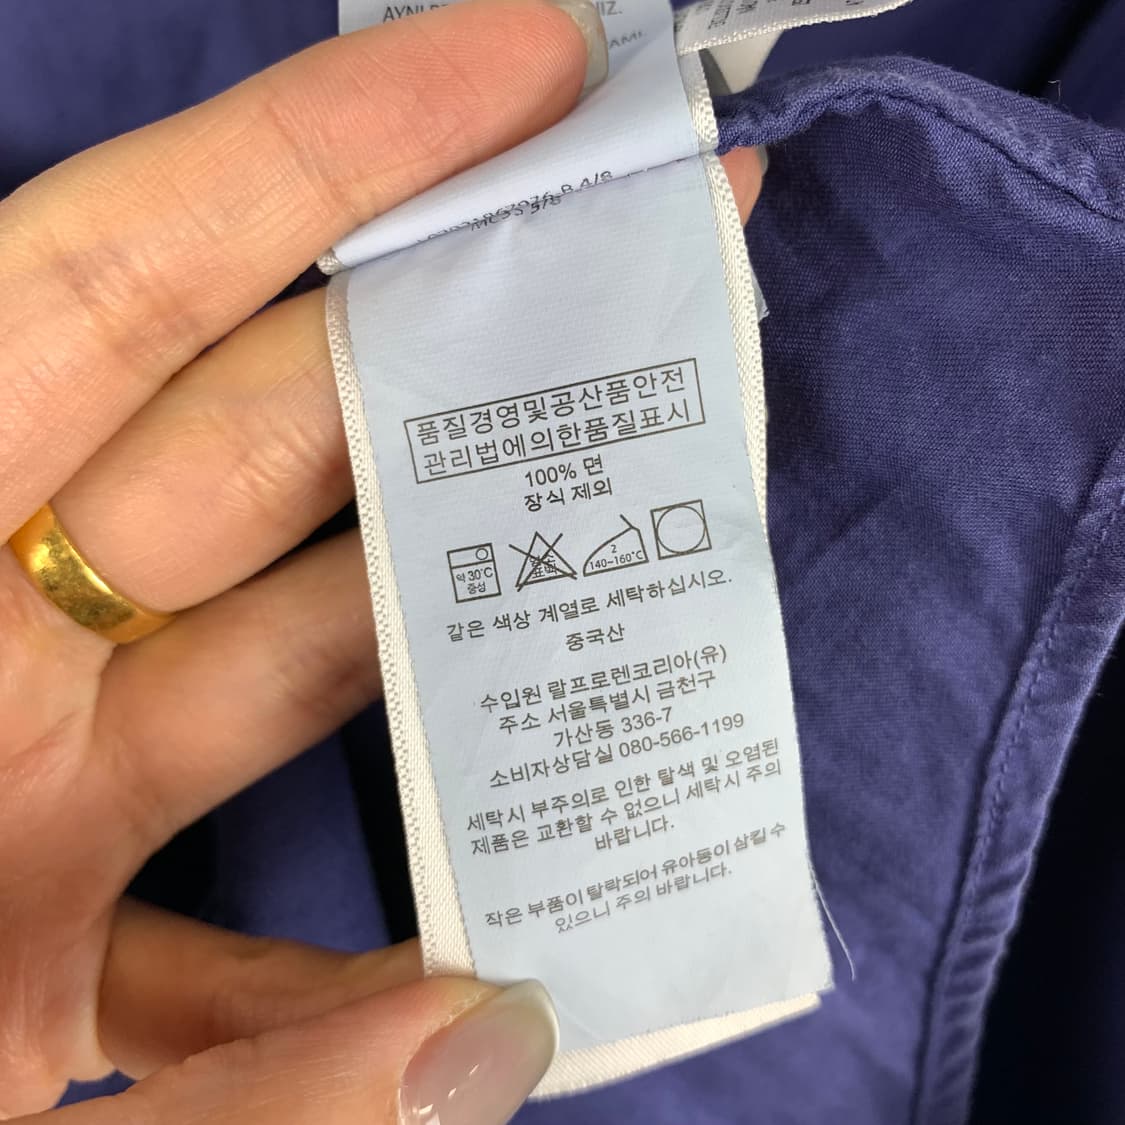 품질경영및공산품안전
관리법에의한품질표시
100% 면
장식 제외
약 30°C
중성
염소
표백
2
140~160°C
같은 색상 계열로 세탁하십시오.
중국산
수입원 랄프로렌코리아(유)
주소 서울특별시 금천구
가산동 336-7
소비자상담실 080-566-1199
세탁시 부주의로 인한 탈색 및 오염된
제품은 교환할 수 없으니 세탁시 주의
바랍니다.
작은 부품이 탈락되어 유아동이 삼킬 수
있으니 주의 바랍니다.